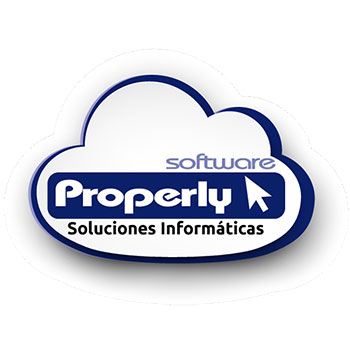 software
Properly
Soluciones Informáticas